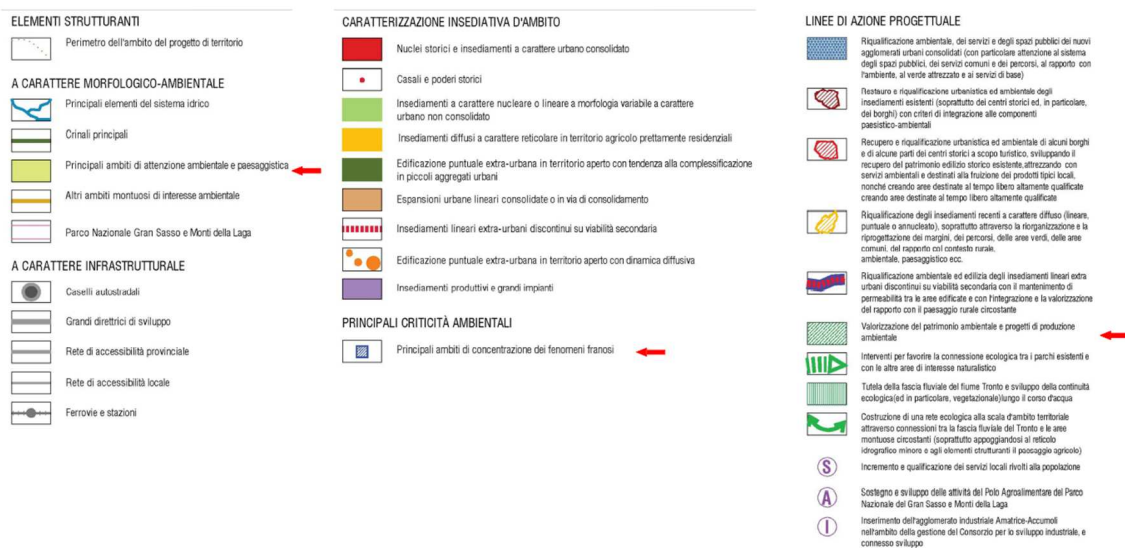 ELEMENTI STRUTTURANTI
Perimetro dell'ambito del progetto di territorio
A CARATTERE MORFOLOGICO-AMBIENTALE
Principali elementi del sistema idrico
Crinali principali
Principali ambiti di attenzione ambientale e paesaggistica
Altri ambiti montuosi di interesse ambientale
Parco Nazionale Gran Sasso e Monti della Laga
A CARATTERE INFRASTRUTTURALE
Caselli autostradali
Grandi direttrici di sviluppo
Rete di accessibilità provinciale
Rete di accessibilità locale
Ferrovie e stazioni
CARATTERIZZAZIONE INSEDIATIVA D'AMBITO
Nuclei storici e insediamenti a carattere urbano consolidato
Casali e poderi storici
Insediamenti a carattere nucleare o lineare a morfologia variabile a carattere
urbano non consolidato
Insediamenti diffusi a carattere reticolare in territorio agricolo prettamente residenziali
Edificazione puntuale extra-urbana in territorio aperto con tendenza alla complessificazione
in piccoli aggregati urbani
Espansioni urbane lineari consolidate o in via di consolidamento
Insediamenti lineari extra-urbani discontinui su viabilità secondaria
Edificazione puntuale extra-urbana in territorio aperto con dinamica diffusiva
Insediamenti produttivi e grandi impianti
PRINCIPALI CRITICITÀ AMBIENTALI
Principali ambiti di concentrazione dei fenomeni franosi
LINEE DI AZIONE PROGETTUALE
Riqualificazione ambientale, dei servizi e degli spazi pubblici dei nuovi
agglomerati urbani consolidati (con particolare attenzione al sistema
degli spazi pubblici, dei servizi comuni e dei percorsi, al rapporto con
l'ambiente, al verde attrezzato e ai servizi di base)
Restauro e riqualificazione urbanistica ed ambientale degli
insediamenti esistenti (soprattutto dei centri storici ed, in particolare,
dei borghi) con criteri di integrazione alle componenti
paesistico-ambientali
Recupero e riqualificazione urbanistica ed ambientale di alcuni borghi
e di alcune parti dei centri storici a scopo turistico, sviluppando il
recupero del patrimonio edilizio storico esistente,attrezzando con
servizi ambientali e destinati alla fruizione dei prodotti tipici locali,
nonché creando aree destinate al tempo libero altamente qualificate
creando aree destinate al tempo libero altamente qualificate
Riqualificazione degli insediamenti recenti a carattere diffuso (lineare,
puntuale o annucleato), soprattutto attraverso la riorganizzazione e la
riprogettazione dei margini, dei percorsi, delle aree verdi, delle aree
comuni, del rapporto col contesto rurale,
ambientale, paesaggistico ecc.
Riqualificazione ambientale ed edilizia degli insediamenti lineari extra
urbani discontinui su viabilità secondaria con il mantenimento di
permeabilità tra le aree edificate e con l'integrazione e la valorizzazione
del rapporto con il paesaggio rurale circostante
Valorizzazione del patrimonio ambientale e progetti di produzione
ambientale
Interventi per favorire la connessione ecologica tra i parchi esistenti e
con le altre aree di interesse naturalistico
Tutela della fascia fluviale del fiume Tronto e sviluppo della continuità
ecologica(ed in particolare, vegetazionale)lungo il corso d'acqua
Costruzione di una rete ecologica alla scala d'ambito territoriale
attraverso connessioni tra la fascia fluviale del Tronto e le aree
montuose circostanti (soprattutto appoggiandosi al reticolo
idrografico minore e agli elementi strutturanti il paesaggio agricolo)
S Incremento e qualificazione dei servizi locali rivolti alla popolazione
A Sostegno e sviluppo delle attività del Polo Agroalimentare del Parco
Nazionale del Gran Sasso e Monti della Laga
I Inserimento dell'agglomerato industriale Amatrice-Accumoli
nell'ambito della gestione del Consorzio per lo sviluppo industriale, e
connesso sviluppo